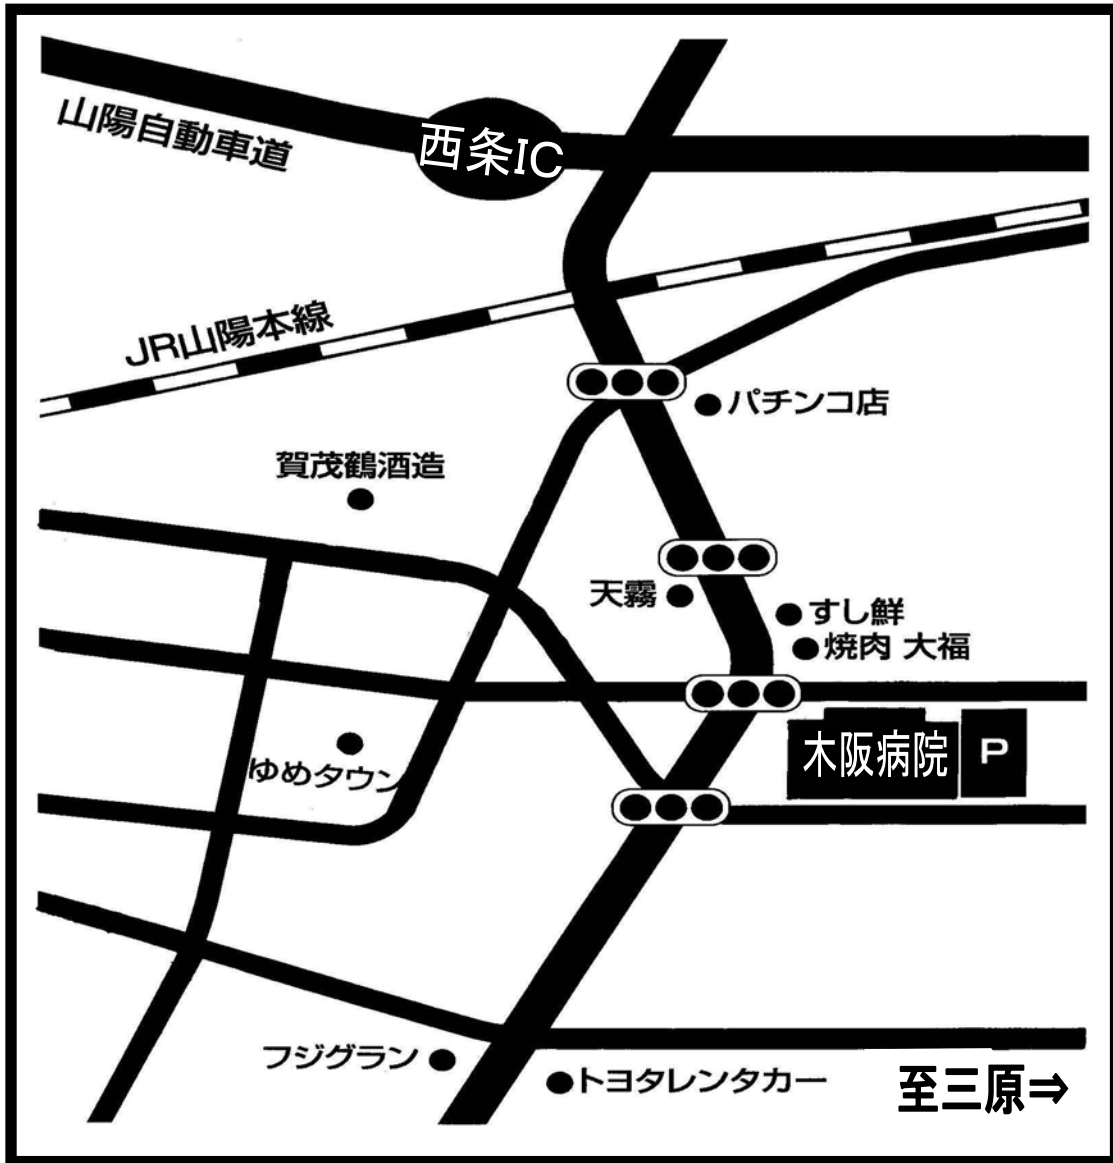 山陽自動車道
西条IC
JR山陽本線
パチンコ店
賀茂鶴酒造
天霧
すし鮮
焼肉 大福
木阪病院
P
ゆめタウン
フジグラン
トヨタレンタカー
至三原⇒